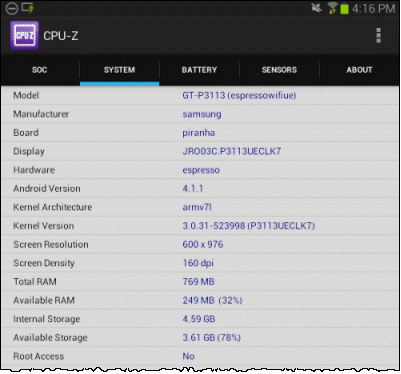 4:16 PM
CPU-Z CPU-Z
SOC SYSTEM BATTERY SENSORS ABOUT
Model GT-P3113 (espressowifiue)
Manufacturer samsung
Board piranha
Display JRO03C.P3113UECLK7
Hardware espresso
Android Version 4.1.1
Kernel Architecture armv7l
Kernel Version 3.0.31-523998 (P3113UECLK7)
Screen Resolution 600 x 976
Screen Density 160 dpi
Total RAM 769 MB
Available RAM 249 MB (32%)
Internal Storage 4.59 GB
Available Storage 3.61 GB (78%)
Root Access No